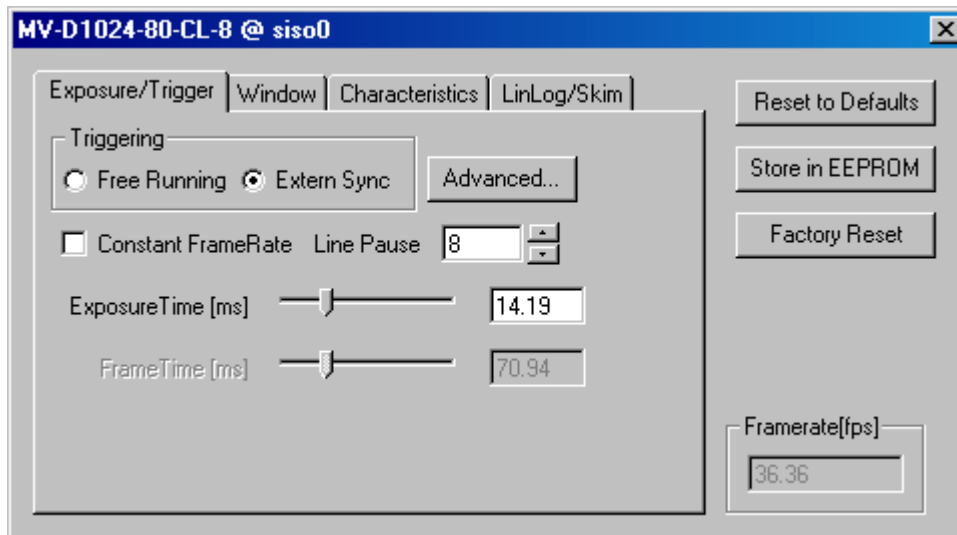 MV-D1024-80-CL-8 @ siso0
Exposure/Trigger Window Characteristics LinLog/Skim
Triggering
Free Running Extern Sync
Advanced...
Constant FrameRate Line Pause 8
ExposureTime [ms] 14.19
FrameTime [ms] 70.94
Reset to Defaults
Store in EEPROM
Factory Reset
Framerate[fps]
36.36